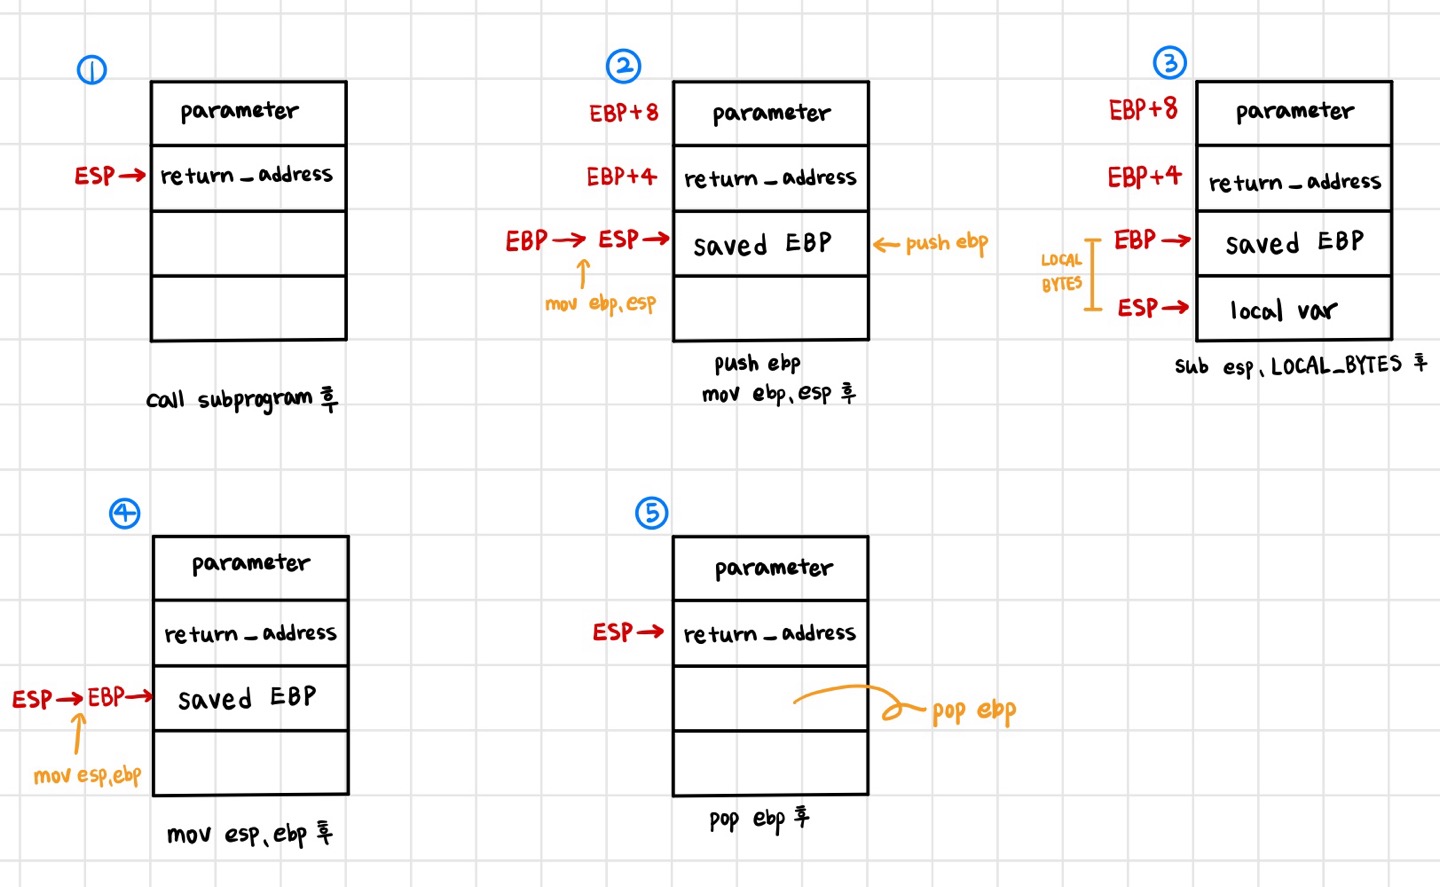 ①
parameter
ESP→ return_address
call subprogram 후
②
EBP+8 parameter
EBP+4 return_address
EBP → ESP → saved EBP ← push ebp
mov ebp,esp
push ebp
mov ebp, esp 후
③
EBP+8 parameter
EBP+4 return_address
EBP → saved EBP
LOCAL
BYTES
ESP → local var
sub esp, LOCAL_BYTES 후
④
parameter
return_address
ESP → EBP → saved EBP
mov esp,ebp
mov esp, ebp 후
⑤
parameter
ESP → return_address
pop ebp
pop ebp 후